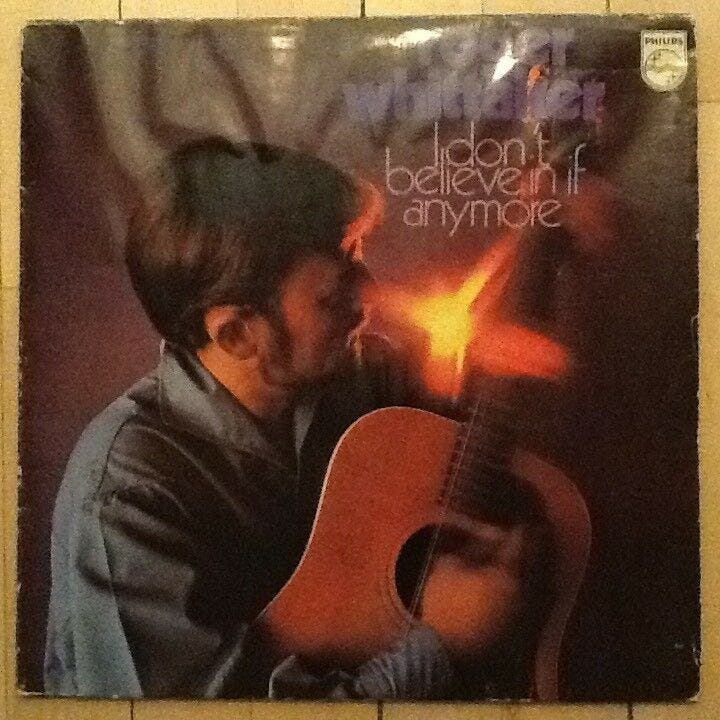 roger
whittaker
I don't
believe in if
anymore
PHILIPS